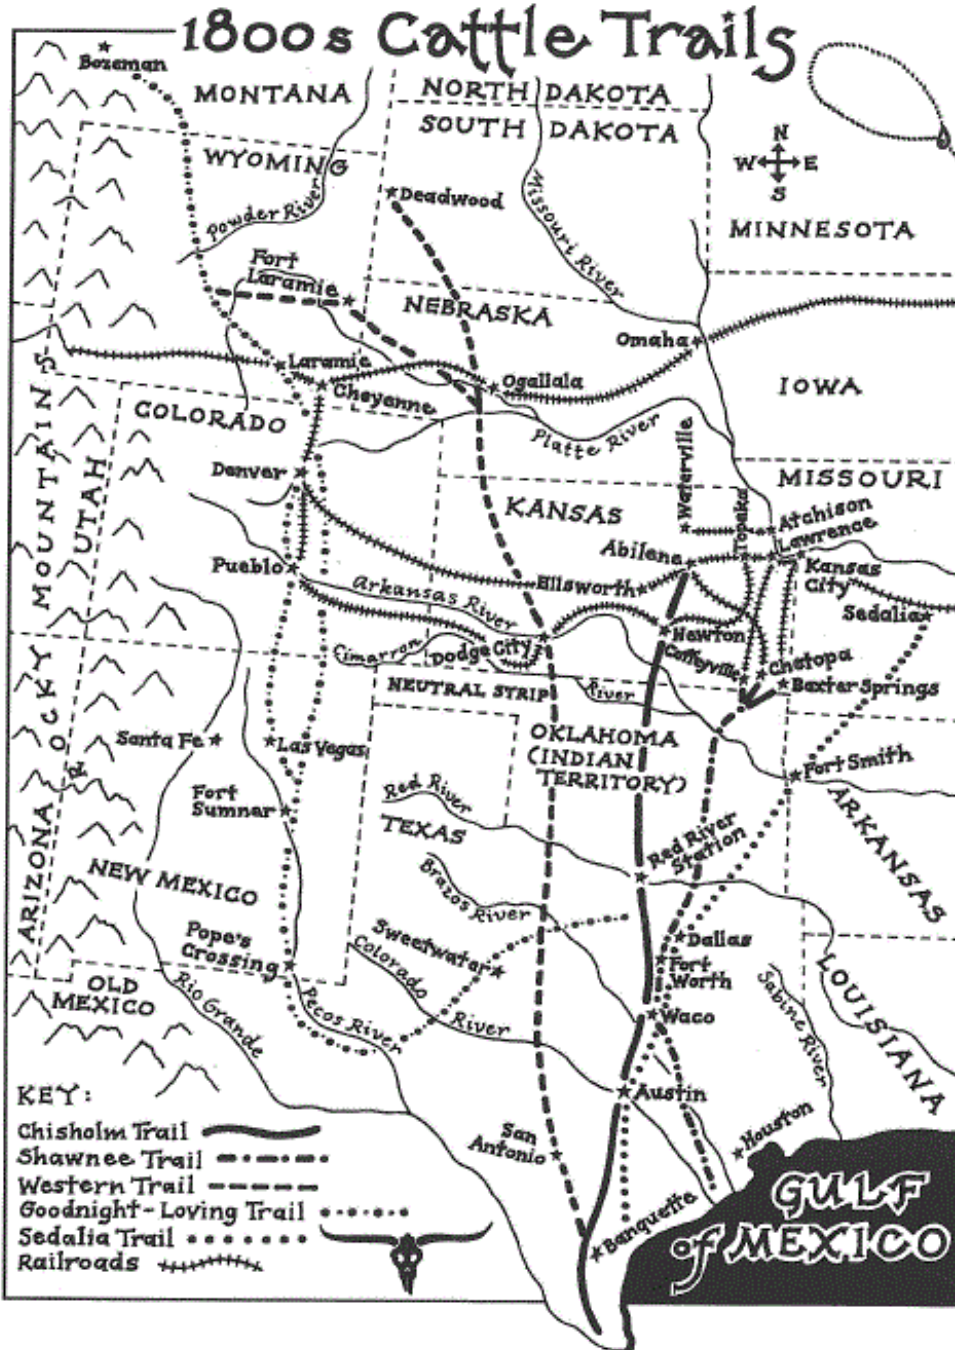 1800s Cattle Trails
Bozeman
MONTANA
NORTH DAKOTA
SOUTH DAKOTA
N
W E
S
WYOMING
Deadwood
Powder River
Missouri River
MINNESOTA
Fort
Laramie
NEBRASKA
Omaha
Laramie
Cheyenne
Ogallala
IOWA
COLORADO
Platte River
Waterville
MISSOURI
Denver
KANSAS
Topeka
Atchison
Lawrence
Abilene
Kansas
City
Pueblo
Arkansas River
Ellsworth
Sedalia
ROCKY MOUNTAINS
UTAH
Cimarron
River
Dodge City
Newton
Coffeyville
Chetopa
Baxter Springs
NEUTRAL STRIP
Santa Fe
Las Vegas
OKLAHOMA
(INDIAN
TERRITORY)
Fort Smith
Fort
Sumner
Red River
TEXAS
Red River
Station
ARKANSAS
ARIZONA
NEW MEXICO
Brazos River
Pope's
Crossing
Sweetwater
Dallas
Fort
Worth
OLD
MEXICO
Rio Grande
Pecos River
Colorado
River
Waco
Sabine River
LOUISIANA
Austin
Houston
San
Antonio
Banquette
GULF
of MEXICO
KEY:
Chisholm Trail
Shawnee Trail
Western Trail
Goodnight-Loving Trail
Sedalia Trail
Railroads